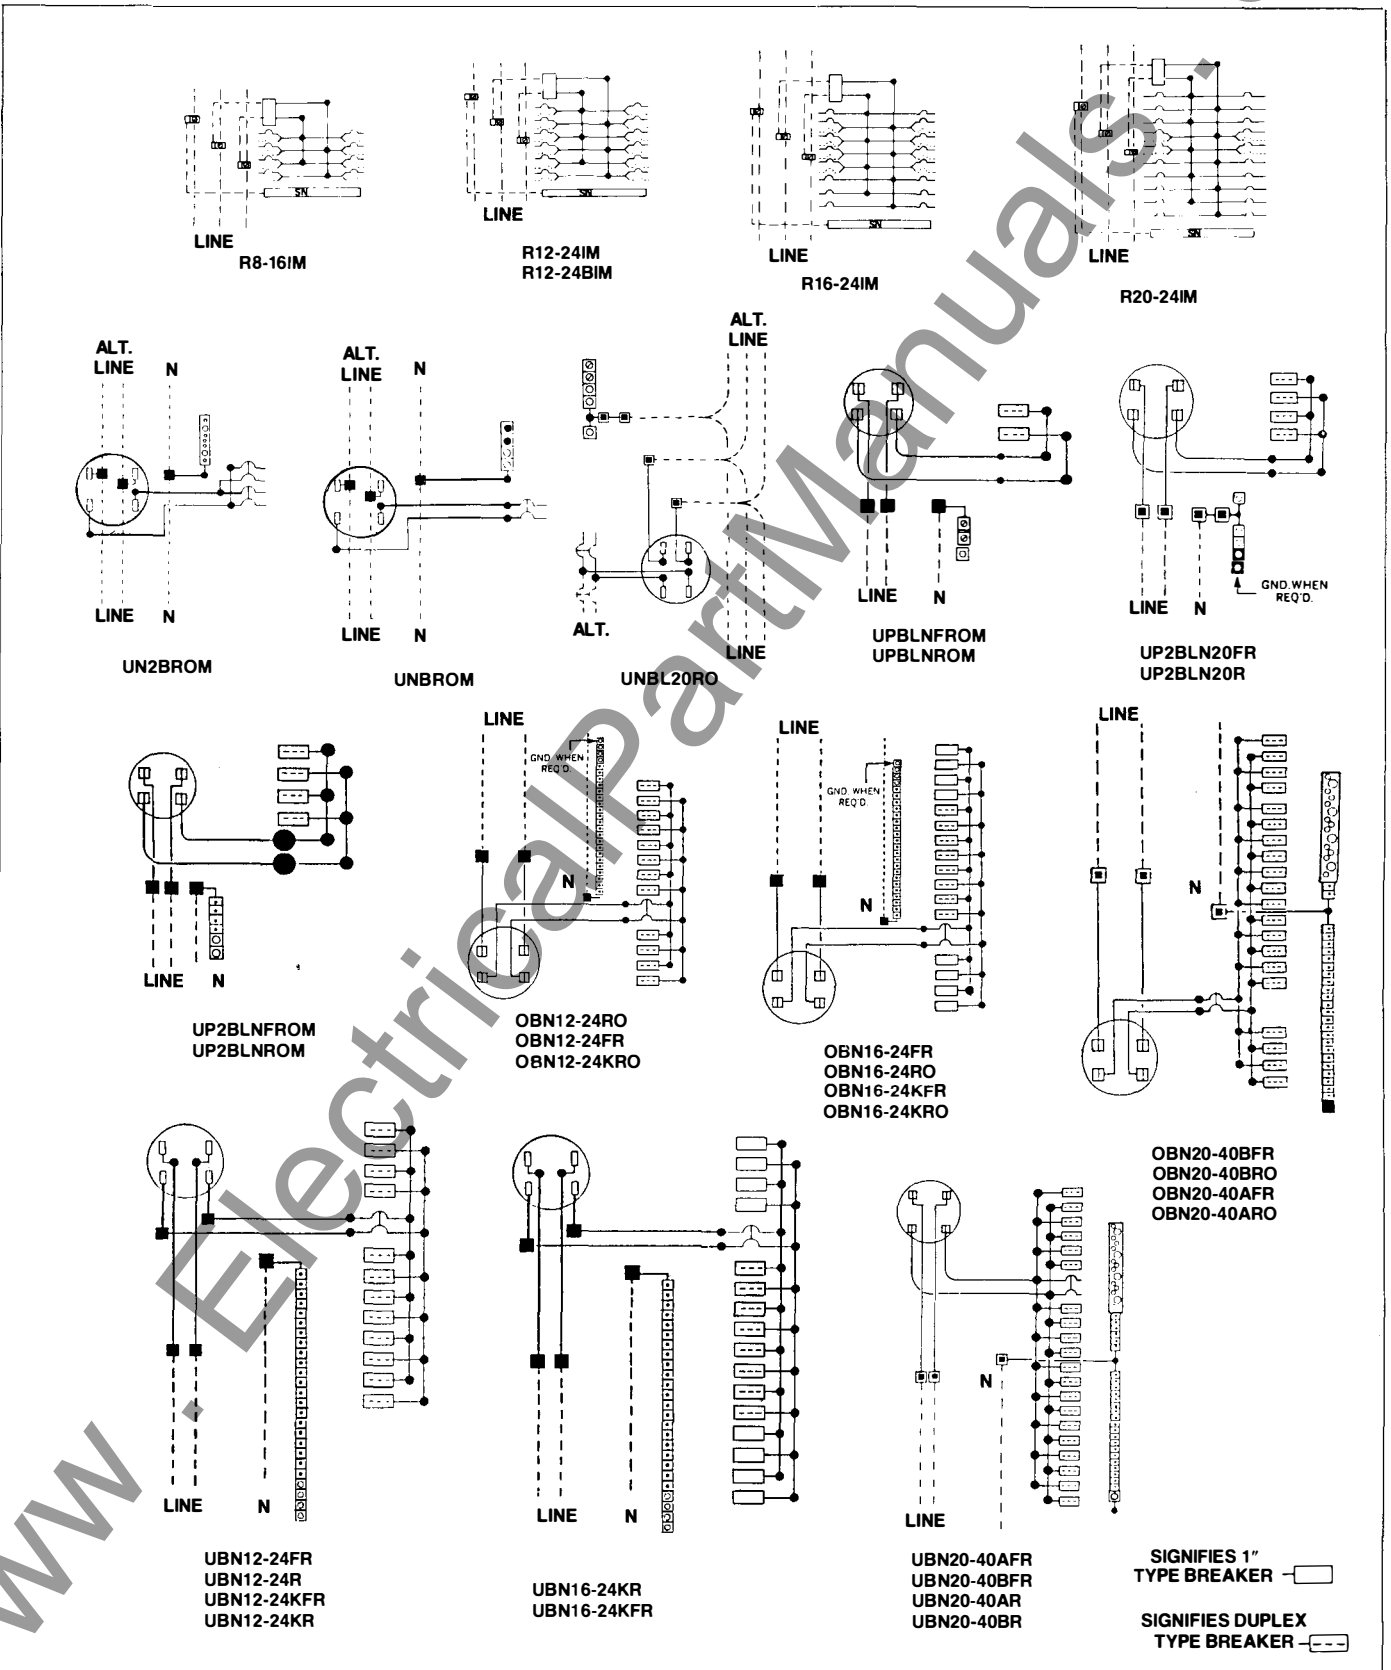 SN
LINE
R8-16IM
SN
LINE
R12-24IM
R12-24BIM
SN
LINE
R16-24IM
SN
LINE
R20-24IM
ALT.
LINE
N
LINE
N
UN2BROM
ALT.
LINE
N
LINE
N
UNBROM
ALT.
LINE
ALT.
LINE
UNBL20RO
LINE
N
UPBLNFROM
UPBLNROM
GND.WHEN
REQ'D.
LINE
N
UP2BLN20FR
UP2BLN20R
LINE
N
UP2BLNFROM
UP2BLNROM
LINE
GND. WHEN
REQ'D.
N
OBN12-24RO
OBN12-24FR
OBN12-24KRO
LINE
GND. WHEN
REQ'D.
N
OBN16-24FR
OBN16-24RO
OBN16-24KFR
OBN16-24KRO
LINE
N
OBN20-40BFR
OBN20-40BRO
OBN20-40AFR
OBN20-40ARO
LINE
N
UBN12-24FR
UBN12-24R
UBN12-24KFR
UBN12-24KR
LINE
N
UBN16-24KR
UBN16-24KFR
N
LINE
UBN20-40AFR
UBN20-40BFR
UBN20-40AR
UBN20-40BR
SIGNIFIES 1"
TYPE BREAKER
SIGNIFIES DUPLEX
TYPE BREAKER
www . ElectricalPartManuals .